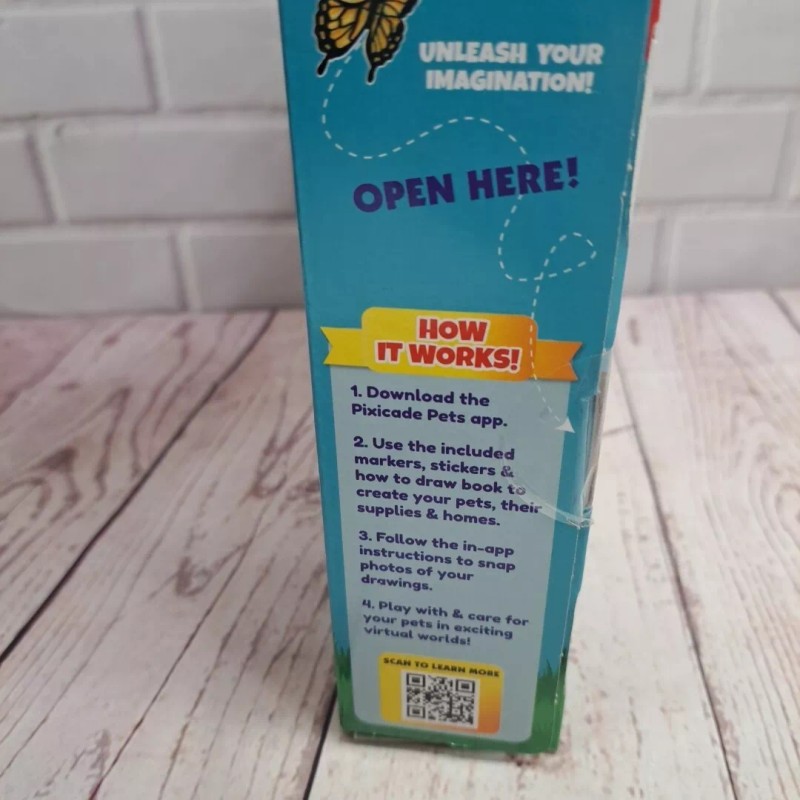 UNLEASH YOUR
IMAGINATION!
OPEN HERE!
HOW
IT WORKS!
1. Download the
Pixicade Pets app.
2. Use the included
markers, stickers &
how to draw book to
create your pets, their
supplies & homes.
3. Follow the in-app
instructions to snap
photos of your
drawings.
4. Play with & care for
your pets in exciting
virtual worlds!
SCAN TO LEARN MORE